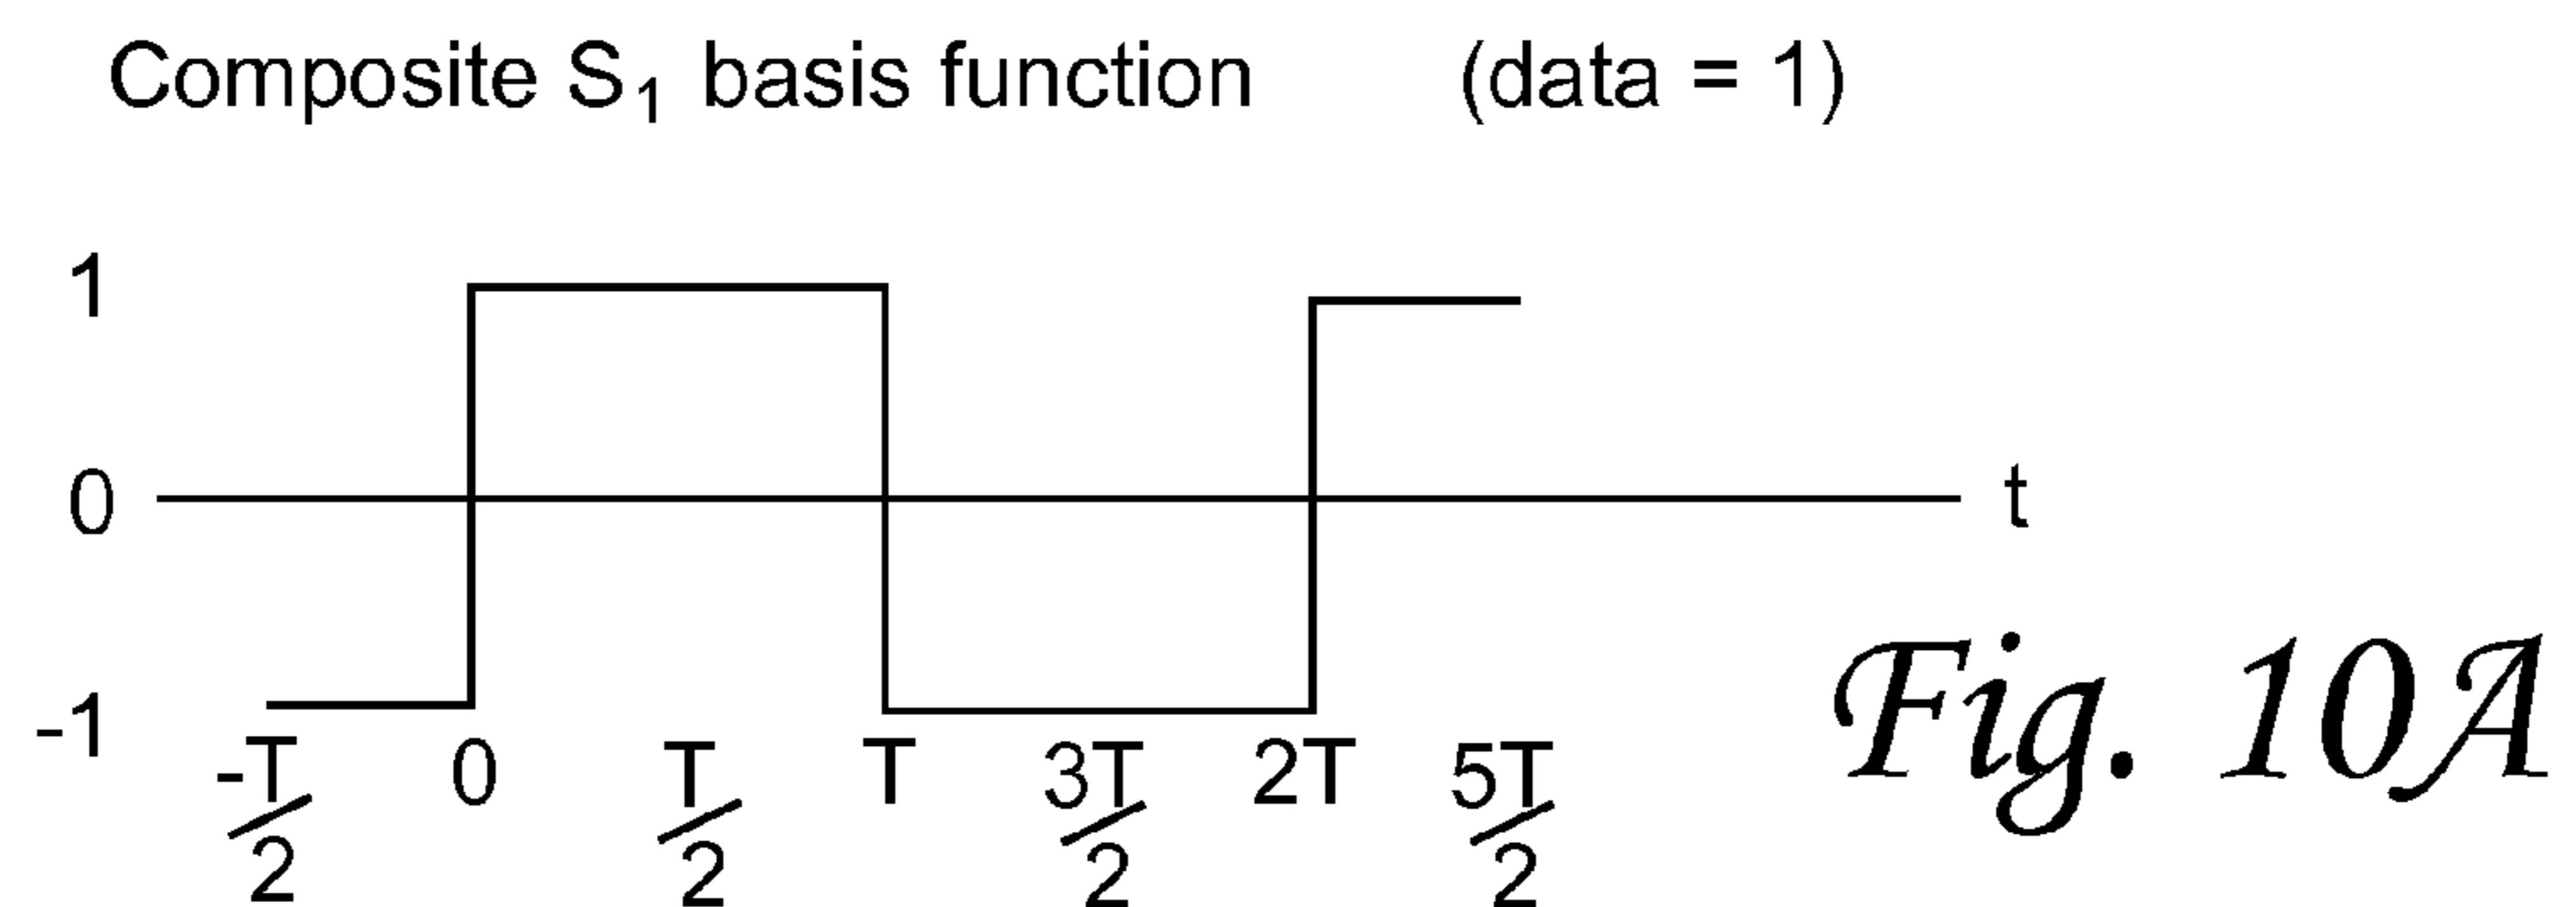 Composite S₁ basis function (data = 1)
1
0
t
-1
-T/2 0 T/2 T 3T/2 2T 5T/2
Fig. 10A